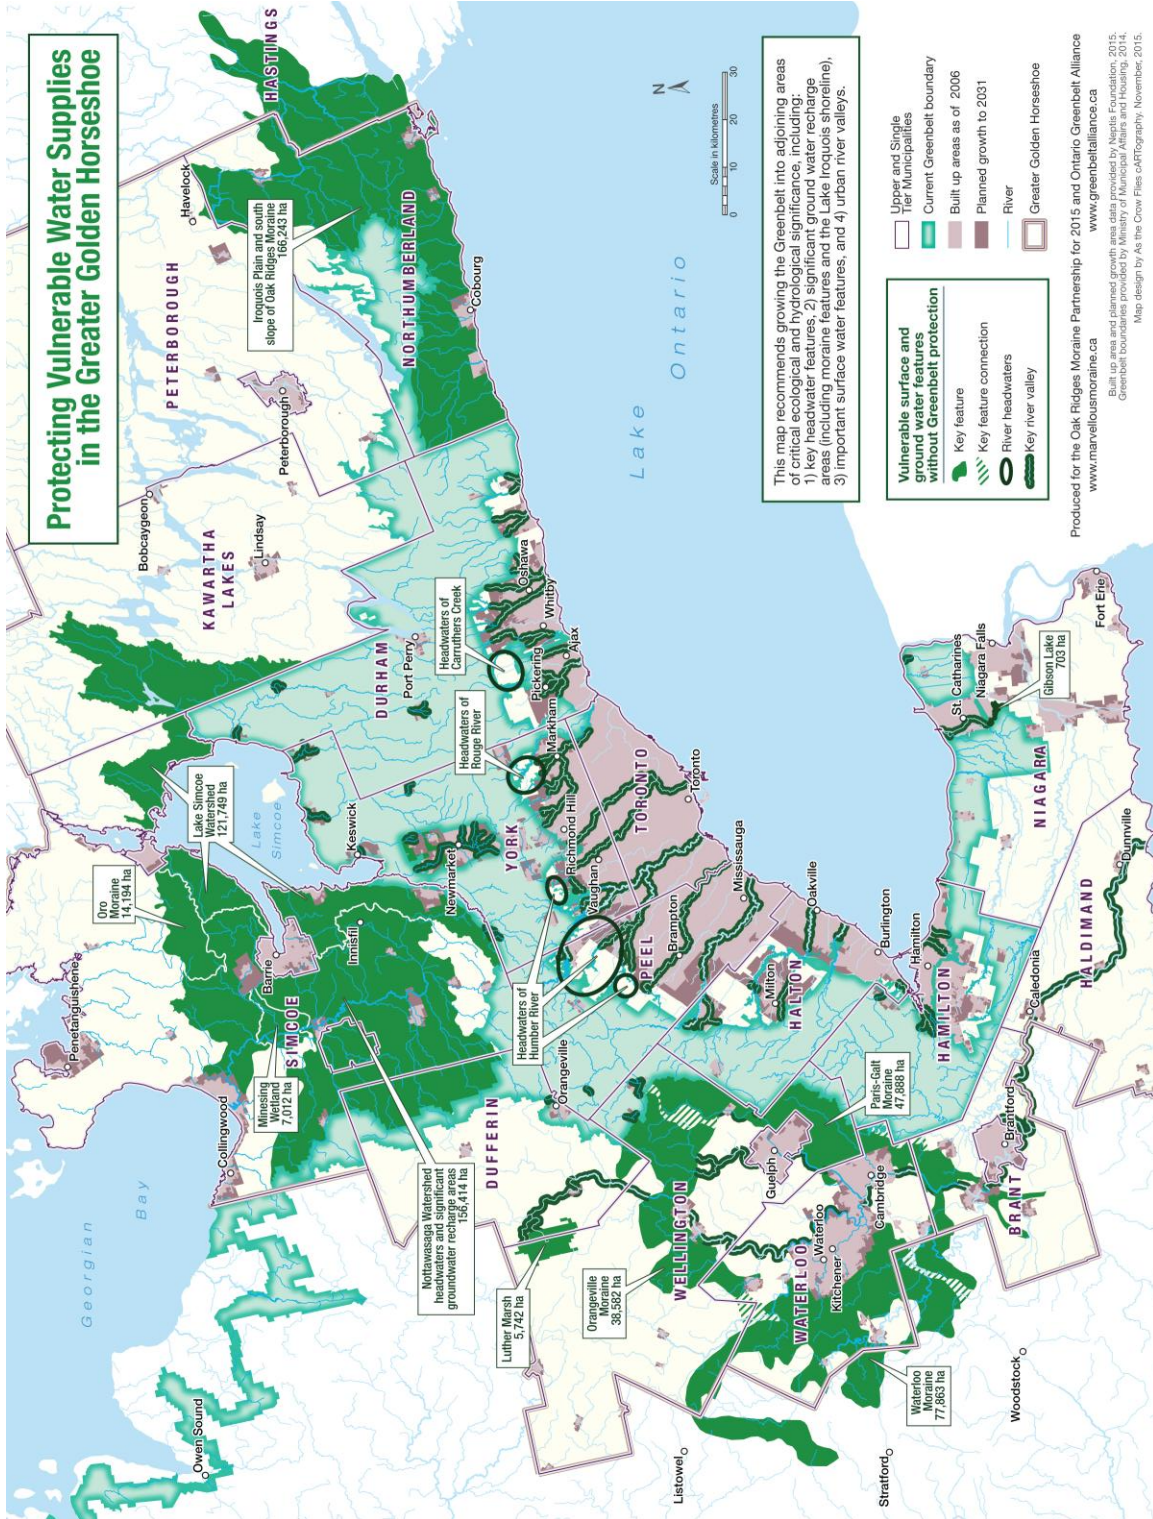 Protecting Vulnerable Water Supplies
in the Greater Golden Horseshoe
HASTINGS
Havelock
PETERBOROUGH
Iroquois Plain and south
slope of Oak Ridges Moraine
166,243 ha
NORTHUMBERLAND
Cobourg
Peterborough
Bobcaygeon
Lindsay
KAWARTHA
LAKES
DURHAM
Port Perry
Headwaters of
Carruthers Creek
Oshawa
Whitby
Ajax
Pickering
Headwaters of
Rouge River
Markham
Lake Simcoe
Watershed
121,749 ha
Lake
Simcoe
Keswick
Newmarket
YORK
Richmond Hill
Vaughan
TORONTO
Toronto
Oro
Moraine
14,194 ha
Penetanguishene
Barrie
Innisfil
SIMCOE
Minesing
Wetland
7,012 ha
Collingwood
Georgian
Bay
Owen Sound
Nottawasaga Watershed
headwaters and significant
groundwater recharge areas
156,414 ha
DUFFERIN
Orangeville
Headwaters of
Humber River
PEEL
Brampton
Mississauga
Oakville
Milton
HALTON
Burlington
Hamilton
HAMILTON
Luther Marsh
5,742 ha
Orangeville
Moraine
38,582 ha
WELLINGTON
Guelph
Paris-Galt
Moraine
47,888 ha
Waterloo
Kitchener
Cambridge
WATERLOO
Waterloo
Moraine
77,863 ha
Listowel
Stratford
Woodstock
BRANT
Brantford
Caledonia
HALDIMAND
Dunnville
NIAGARA
St. Catharines
Niagara Falls
Gibson Lake
703 ha
Fort Erie
Lake
Ontario
N
Scale in kilometres
0 10 20 30
This map recommends growing the Greenbelt into adjoining areas
of critical ecological and hydrological significance, including:
1) key headwater features, 2) significant ground water recharge
areas (including moraine features and the Lake Iroquois shoreline),
3) important surface water features, and 4) urban river valleys.
Vulnerable surface and
ground water features
without Greenbelt protection
Key feature
Key feature connection
River headwaters
Key river valley
Upper and Single
Tier Municipalities
Current Greenbelt boundary
Built up areas as of 2006
Planned growth to 2031
River
Greater Golden Horseshoe
Produced for the Oak Ridges Moraine Partnership for 2015 and Ontario Greenbelt Alliance
www.marvellousmoraine.ca www.greenbeltalliance.ca
Built up area and planned growth area data provided by Neptis Foundation, 2015.
Greenbelt boundaries provided by Ministry of Municipal Affairs and Housing, 2014.
Map design by As the Crow Flies cARTography. November, 2015.